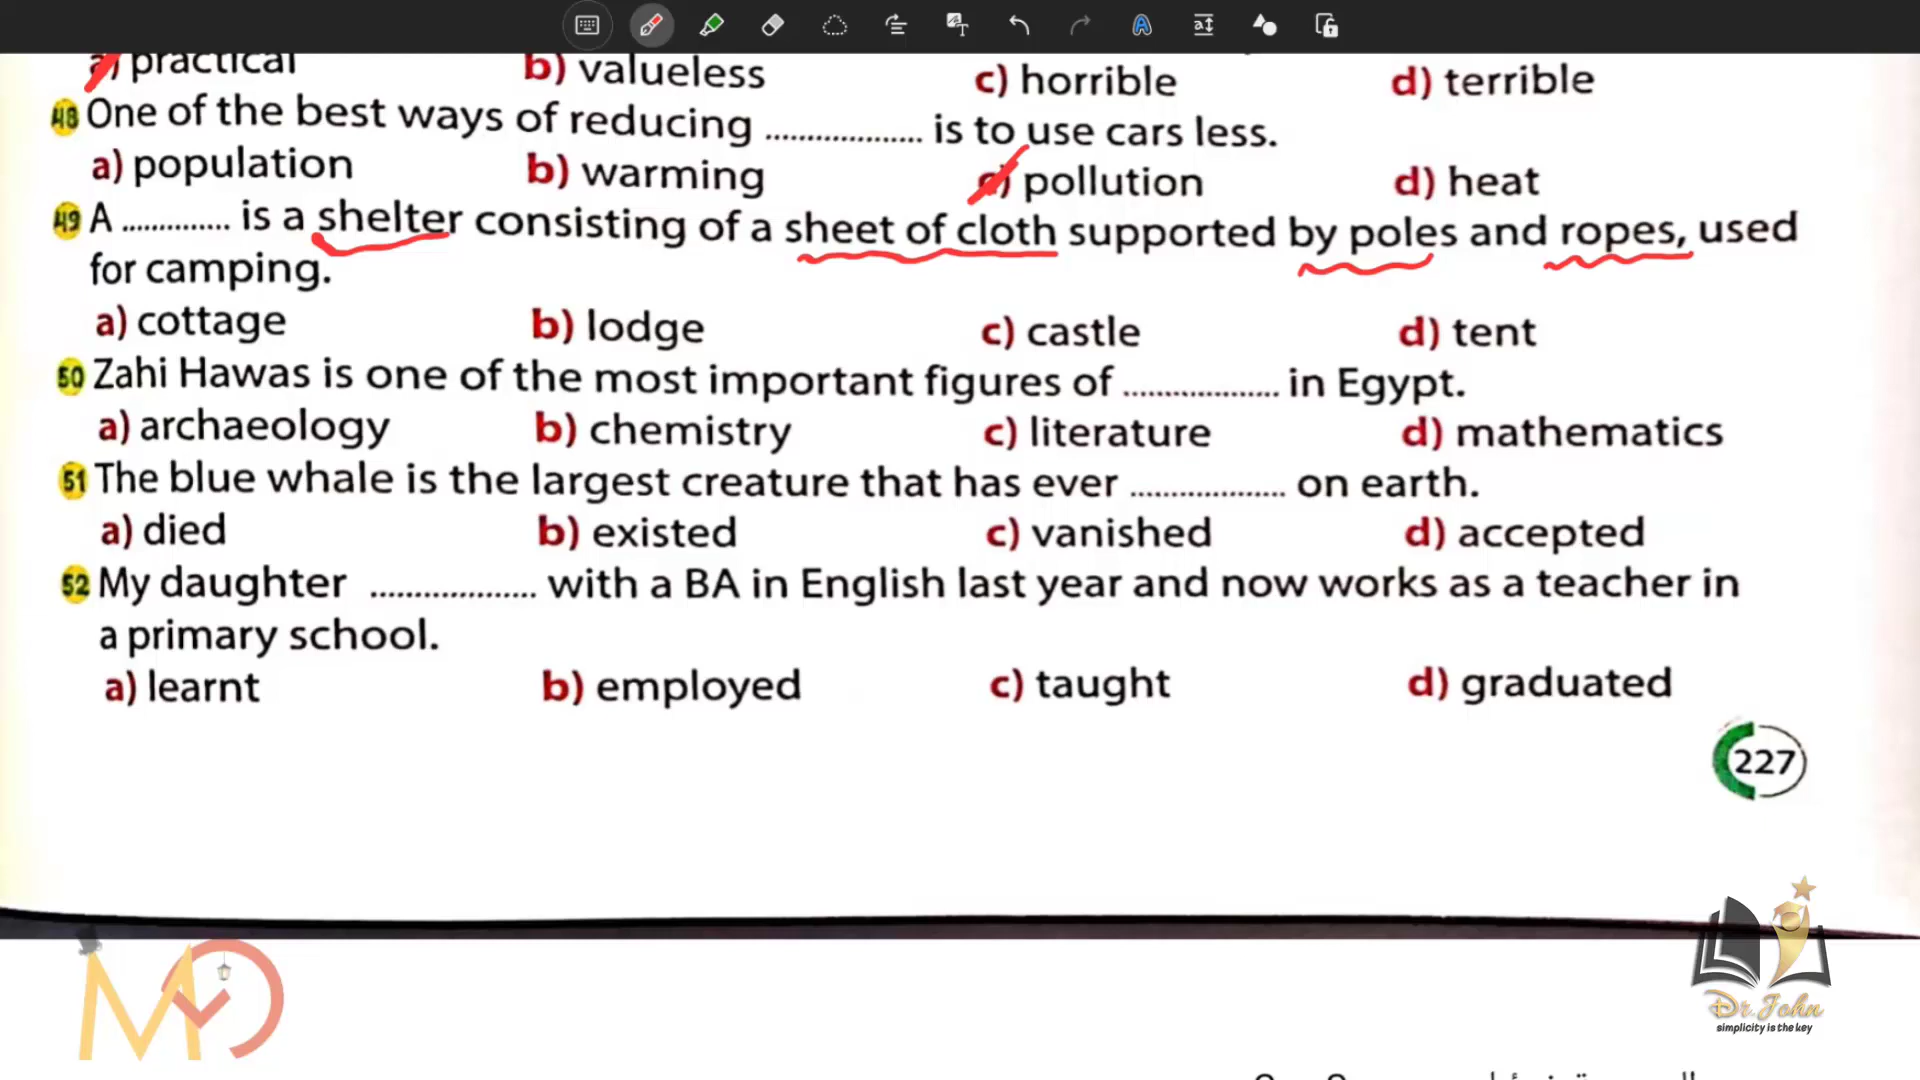 a) practical b) valueless c) horrible d) terrible
48 One of the best ways of reducing ................... is to use cars less.
a) population b) warming c) pollution d) heat
49 A ............. is a shelter consisting of a sheet of cloth supported by poles and ropes, used
for camping.
a) cottage b) lodge c) castle d) tent
50 Zahi Hawas is one of the most important figures of ................... in Egypt.
a) archaeology b) chemistry c) literature d) mathematics
51 The blue whale is the largest creature that has ever ................... on earth.
a) died b) existed c) vanished d) accepted
52 My daughter .................... with a BA in English last year and now works as a teacher in
a primary school.
a) learnt b) employed c) taught d) graduated
227
Dr. John
simplicity is the key